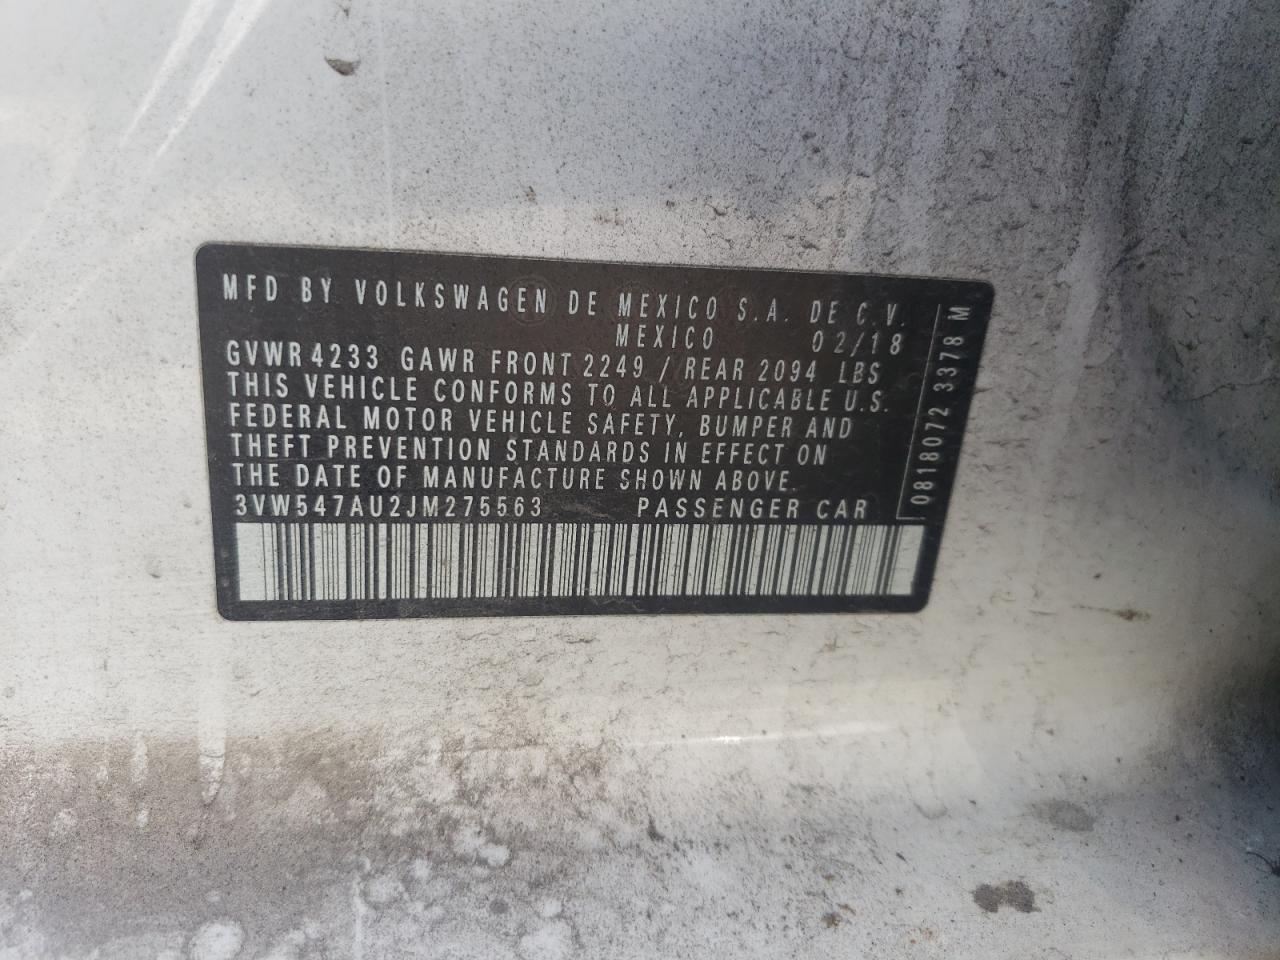 MFD BY VOLKSWAGEN DE MEXICO S.A. DE C.V.
MEXICO 02/18
GVWR 4233 GAWR FRONT 2249 / REAR 2094 LBS
THIS VEHICLE CONFORMS TO ALL APPLICABLE U.S.
FEDERAL MOTOR VEHICLE SAFETY, BUMPER AND
THEFT PREVENTION STANDARDS IN EFFECT ON
THE DATE OF MANUFACTURE SHOWN ABOVE.
3VW547AU2JM275563 PASSENGER CAR
0818072 3378 M